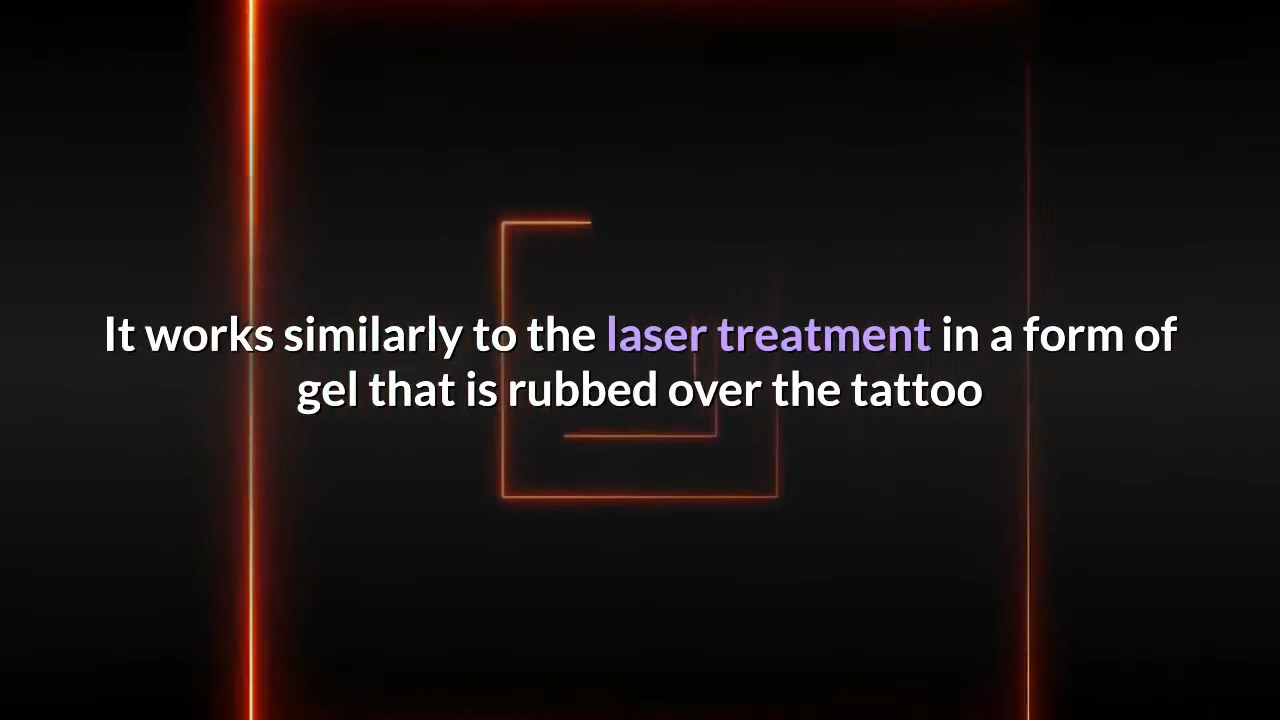 It works similarly to the laser treatment in a form of
gel that is rubbed over the tattoo